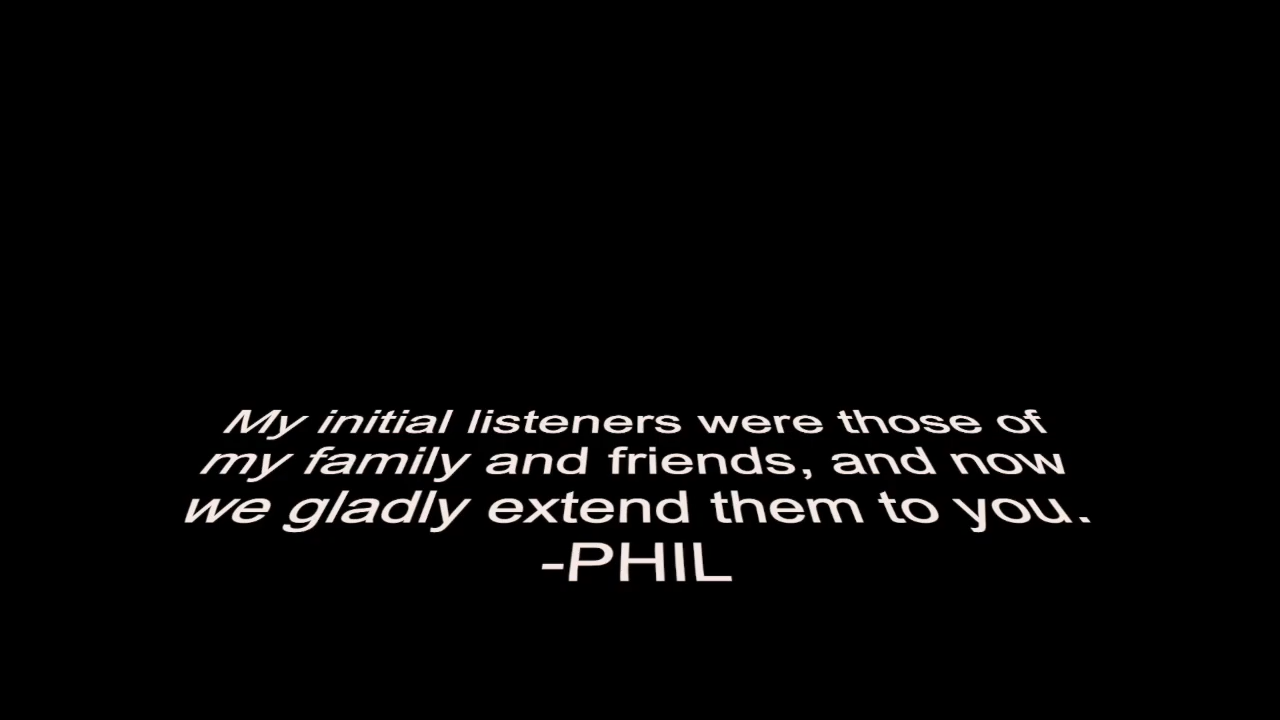 My initial listeners were those of
my family and friends, and now
we gladly extend them to you.
-PHIL